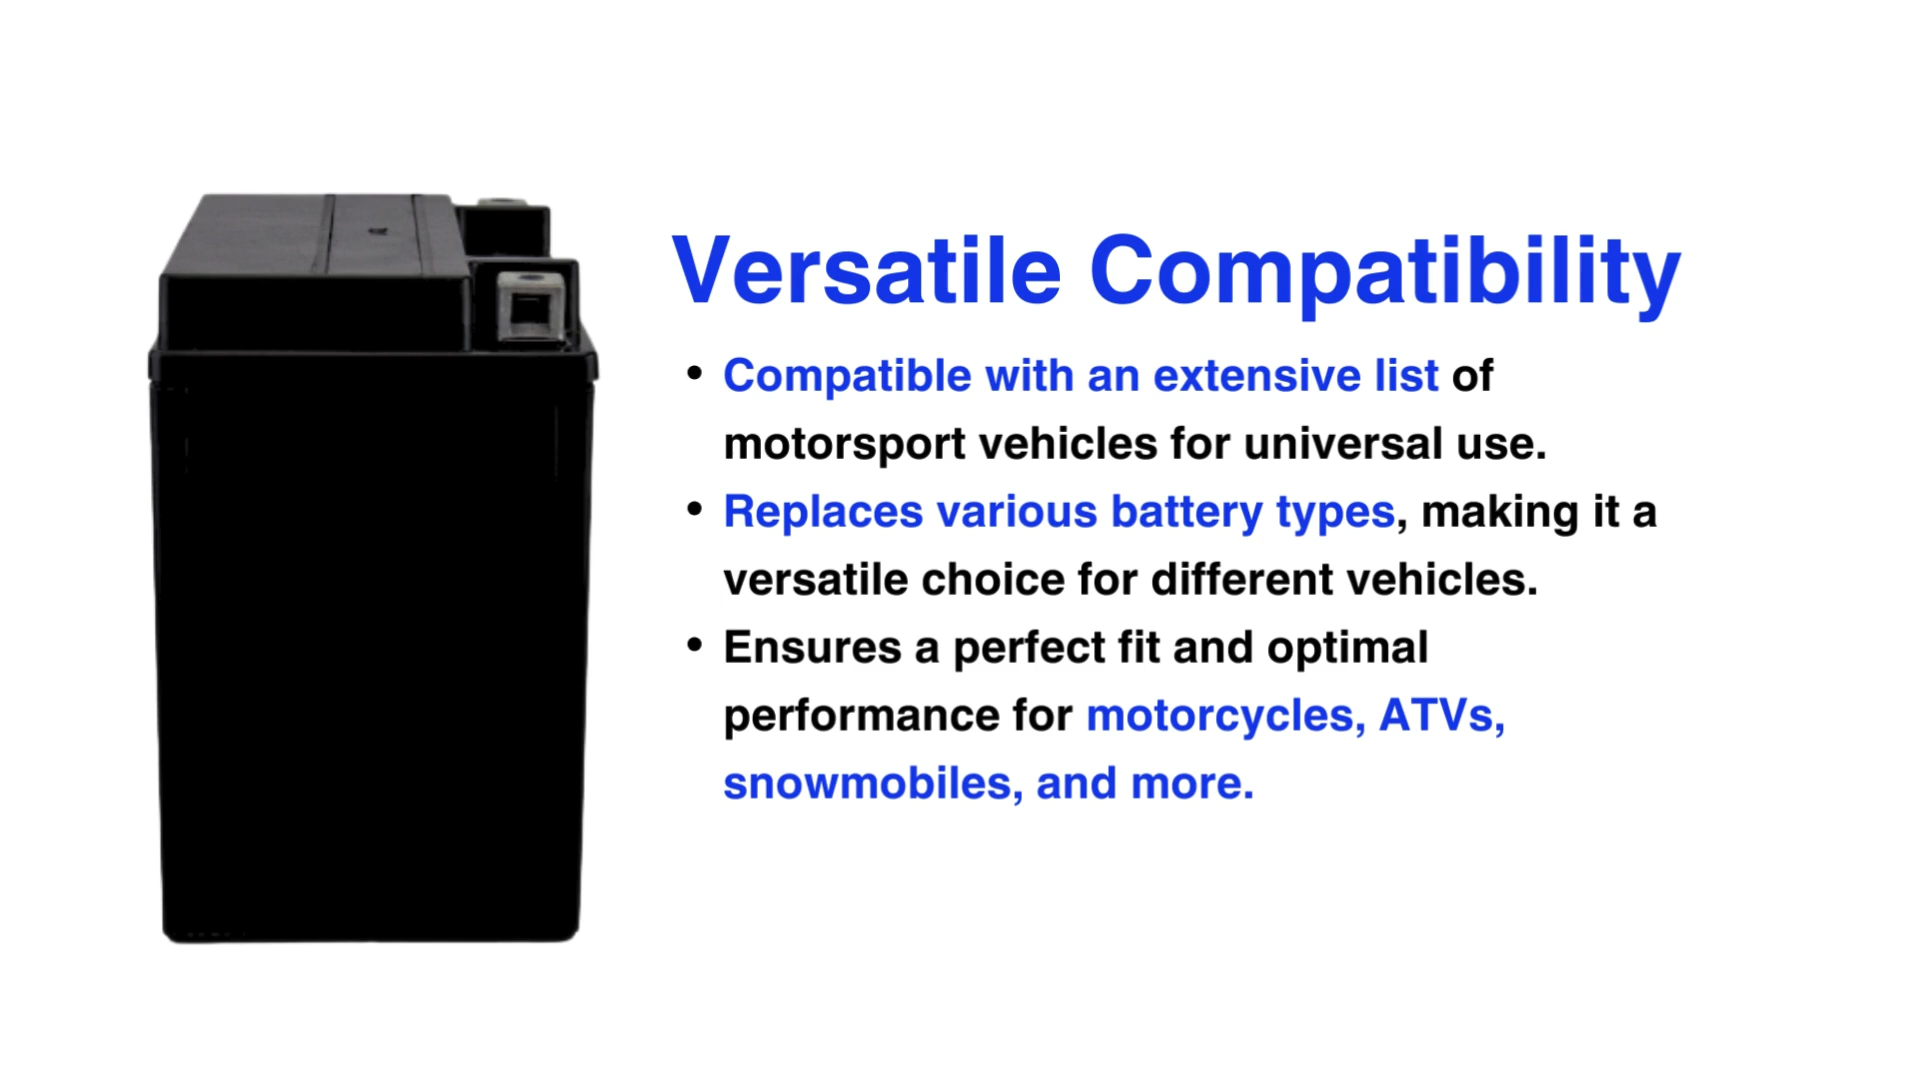 Versatile Compatibility
• Compatible with an extensive list of
motorsport vehicles for universal use.
• Replaces various battery types, making it a
versatile choice for different vehicles.
• Ensures a perfect fit and optimal
performance for motorcycles, ATVs,
snowmobiles, and more.